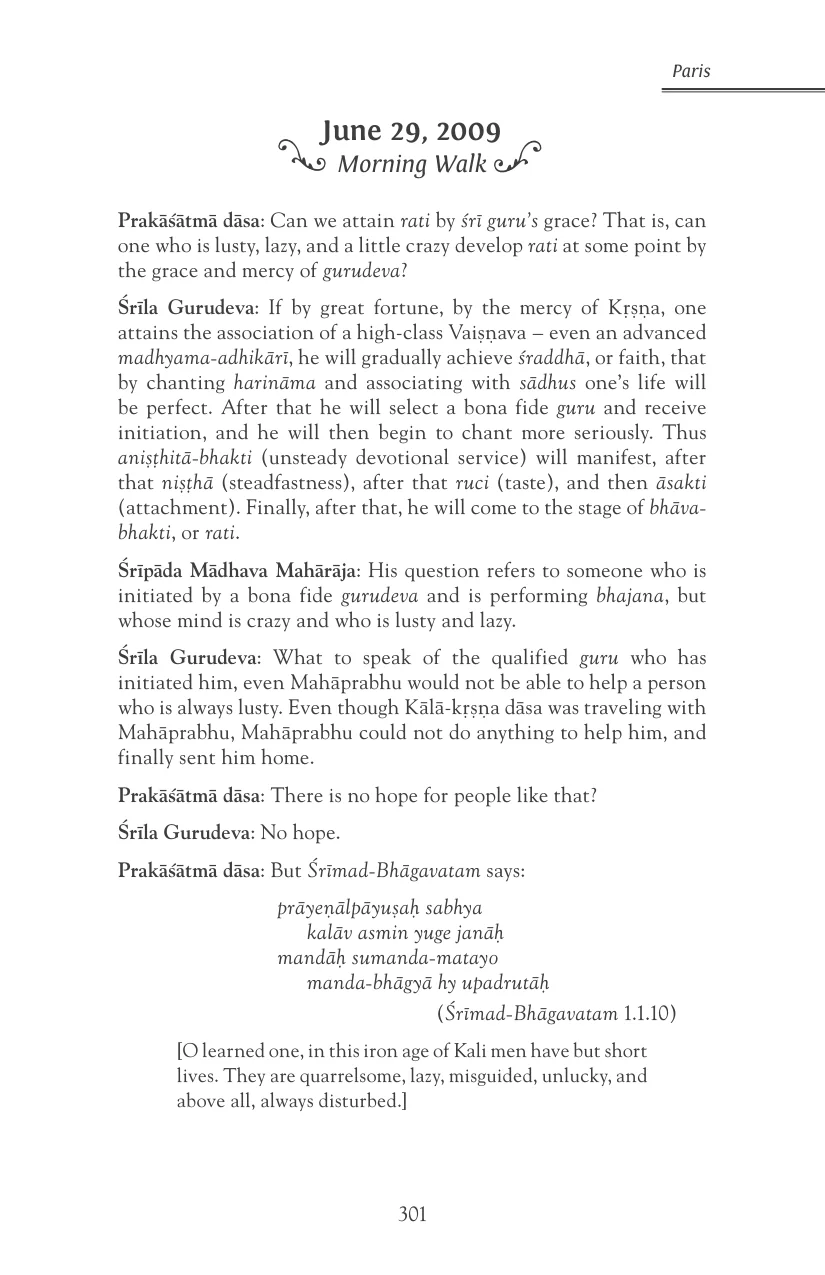 Paris
June 29, 2009
Morning Walk
Prakāśātmā dāsa: Can we attain rati by śrī guru's grace? That is, can
one who is lusty, lazy, and a little crazy develop rati at some point by
the grace and mercy of gurudeva?
Śrīla Gurudeva: If by great fortune, by the mercy of Kṛṣṇa, one
attains the association of a high-class Vaiṣṇava – even an advanced
madhyama-adhikārī, he will gradually achieve śraddhā, or faith, that
by chanting harināma and associating with sādhus one's life will
be perfect. After that he will select a bona fide guru and receive
initiation, and he will then begin to chant more seriously. Thus
aniṣṭhitā-bhakti (unsteady devotional service) will manifest, after
that niṣṭhā (steadfastness), after that ruci (taste), and then āsakti
(attachment). Finally, after that, he will come to the stage of bhāva-
bhakti, or rati.
Śrīpāda Mādhava Mahārāja: His question refers to someone who is
initiated by a bona fide gurudeva and is performing bhajana, but
whose mind is crazy and who is lusty and lazy.
Śrīla Gurudeva: What to speak of the qualified guru who has
initiated him, even Mahāprabhu would not be able to help a person
who is always lusty. Even though Kālā-kṛṣṇa dāsa was traveling with
Mahāprabhu, Mahāprabhu could not do anything to help him, and
finally sent him home.
Prakāśātmā dāsa: There is no hope for people like that?
Śrīla Gurudeva: No hope.
Prakāśātmā dāsa: But Śrīmad-Bhāgavatam says:
prāyeṇālpāyuṣaḥ sabhya
kalāv asmin yuge janāḥ
mandāḥ sumanda-matayo
manda-bhāgyā hy upadrutāḥ
(Śrīmad-Bhāgavatam 1.1.10)
[O learned one, in this iron age of Kali men have but short
lives. They are quarrelsome, lazy, misguided, unlucky, and
above all, always disturbed.]
301